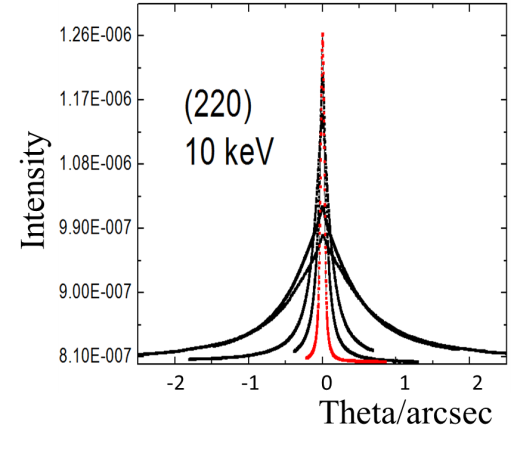 1.26E-006
1.17E-006
(220)
10 keV
1.08E-006
Intensity
9.90E-007
9.00E-007
8.10E-007
-2 -1 0 1 2
Theta/arcsec